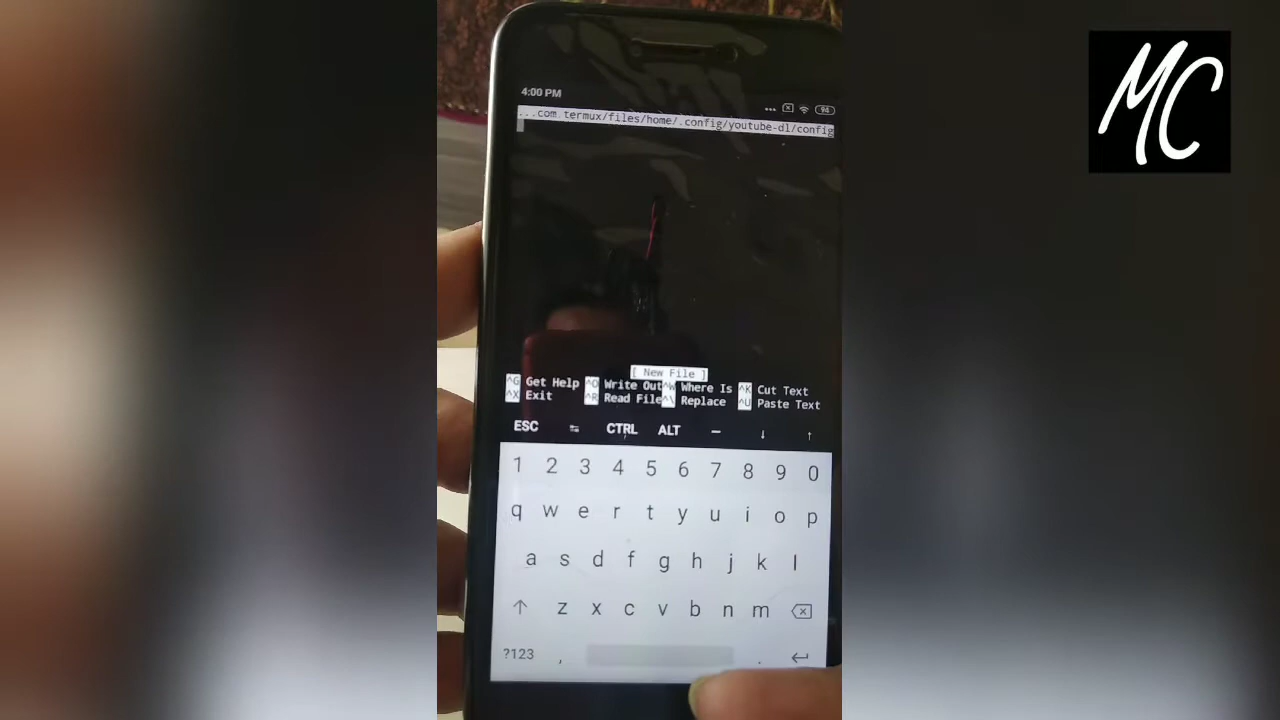 MC
4:00 PM
94
...com.termux/files/home/.config/youtube-dl/config
[ New File ]
^G Get Help ^O Write Out ^W Where Is ^K Cut Text
^X Exit ^R Read File ^\ Replace ^U Paste Text
ESC CTRL ALT – ↓ ↑
1 2 3 4 5 6 7 8 9 0
q w e r t y u i o p
a s d f g h j k l
z x c v b n m
?123 , .